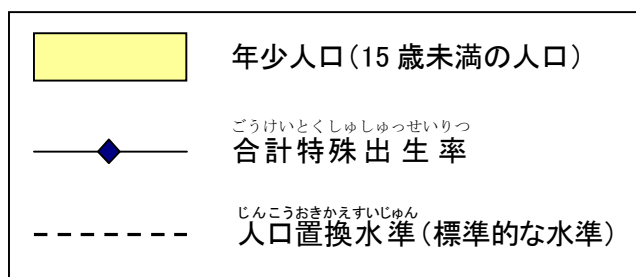 年少人口(15歳未満の人口)
ごうけいとくしゅしゅっせいりつ
合計特殊出生率
じんこうおきかえすいじゅん
人口置換水準(標準的な水準)